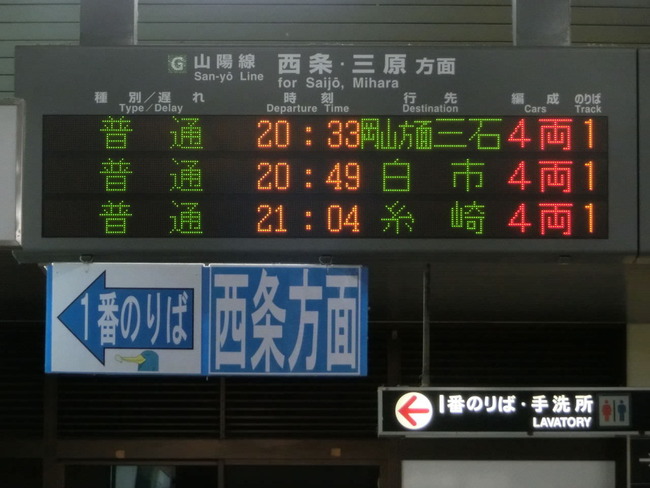 G 山陽線 西条・三原方面
San-yō Line for Saijō, Mihara
種別/遅れ 時刻 行先 編成 のりば
Type/Delay Departure Time Destination Cars Track
普通 20:33 岡山方面三石 4両 1
普通 20:49 白市 4両 1
普通 21:04 糸崎 4両 1
1番のりば 西条方面
1番のりば・手洗所
LAVATORY